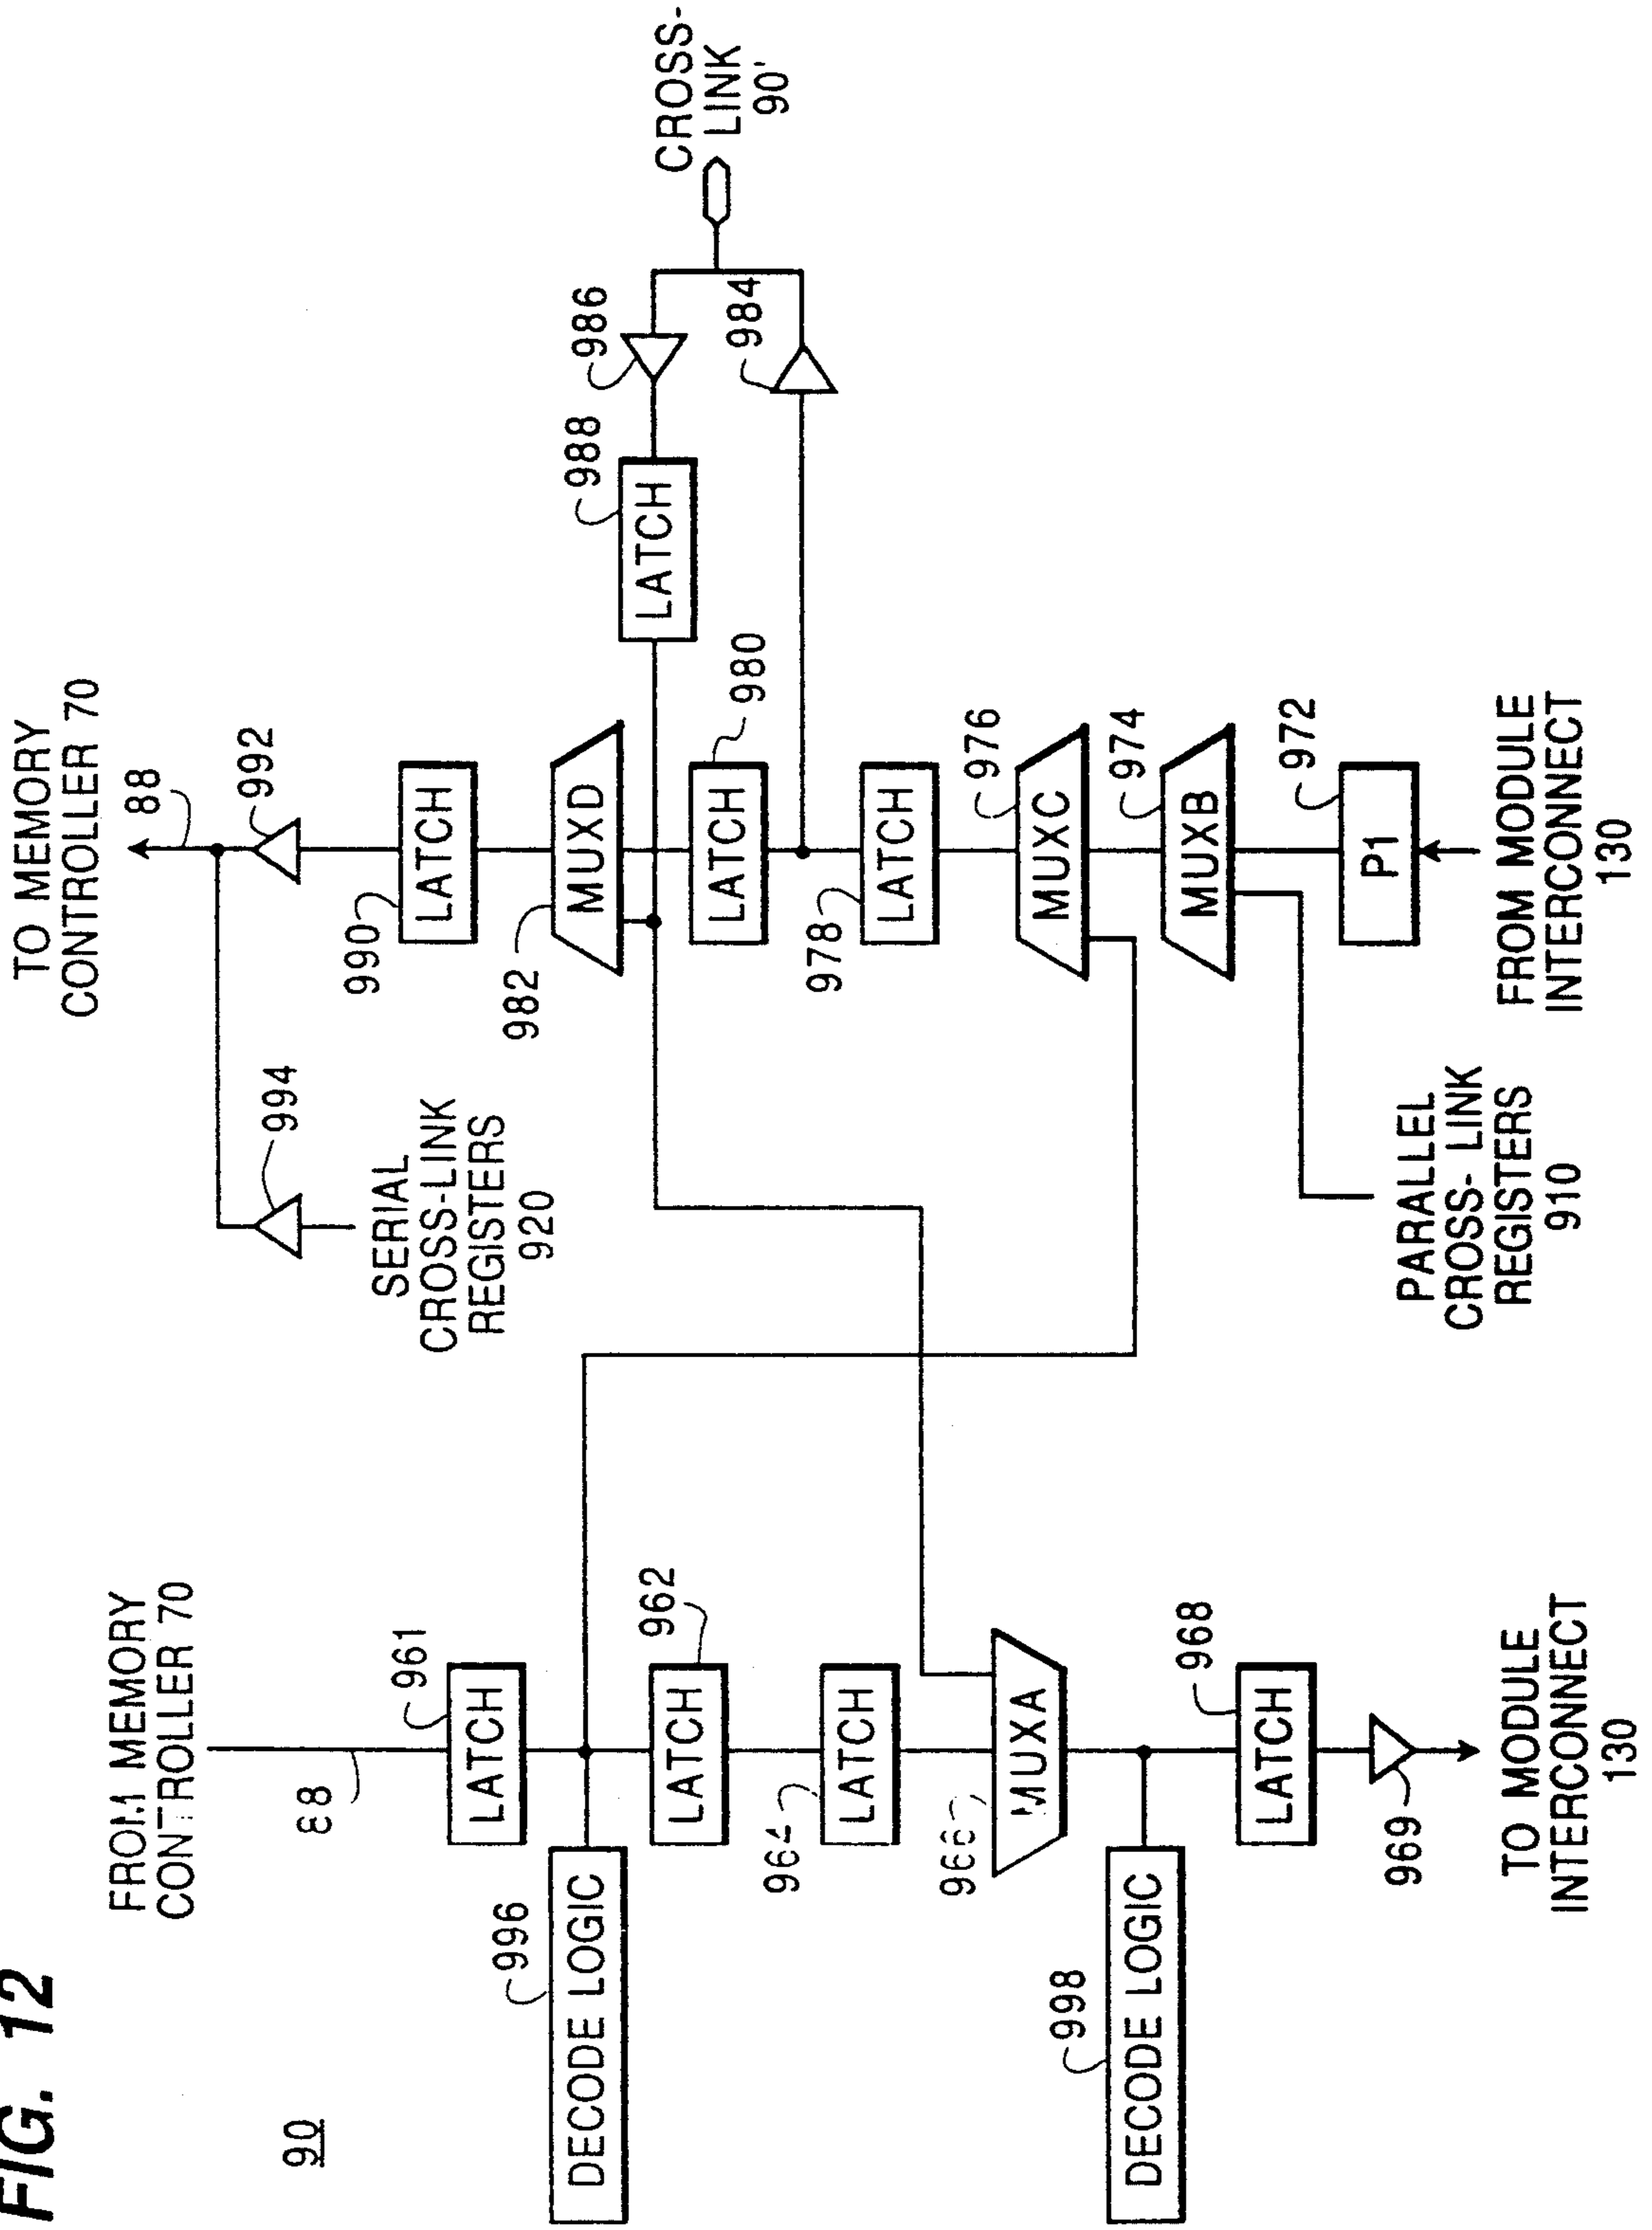 FIG. 12
90
FROM MEMORY
CONTROLLER 70
88
LATCH
961
DECODE LOGIC
996
LATCH
962
LATCH
964
MUXA
966
DECODE LOGIC
998
LATCH
968
969
TO MODULE
INTERCONNECT
130
TO MEMORY
CONTROLLER 70
88
992
994
SERIAL
CROSS-LINK
REGISTERS
920
990
LATCH
982
MUXD
LATCH
980
978
LATCH
MUXC
976
MUXB
974
P1
972
PARALLEL
CROSS- LINK
REGISTERS
910
FROM MODULE
INTERCONNECT
130
LATCH
988
986
984
CROSS-
LINK
90'